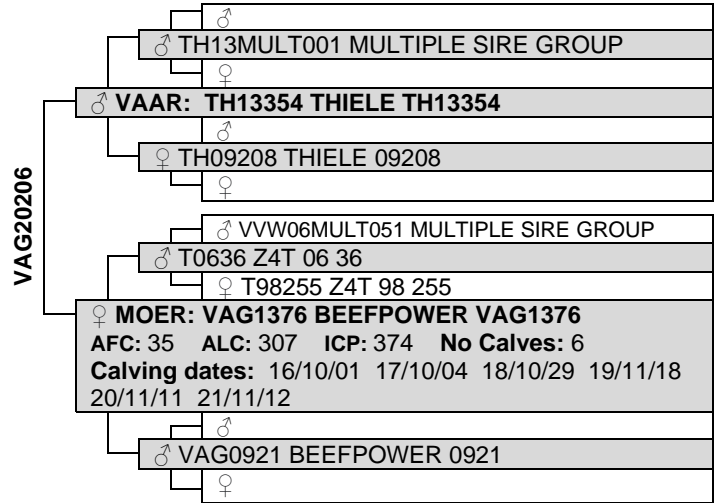 ♂
♂ TH13MULT001 MULTIPLE SIRE GROUP
♀
♂ VAAR: TH13354 THIELE TH13354
♂
♀ TH09208 THIELE 09208
♀
VAG20206
♂ VVW06MULT051 MULTIPLE SIRE GROUP
♂ T0636 Z4T 06 36
♀ T98255 Z4T 98 255
♀ MOER: VAG1376 BEEFPOWER VAG1376
AFC: 35 ALC: 307 ICP: 374 No Calves: 6
Calving dates: 16/10/01 17/10/04 18/10/29 19/11/18
20/11/11 21/11/12
♂
♂ VAG0921 BEEFPOWER 0921
♀